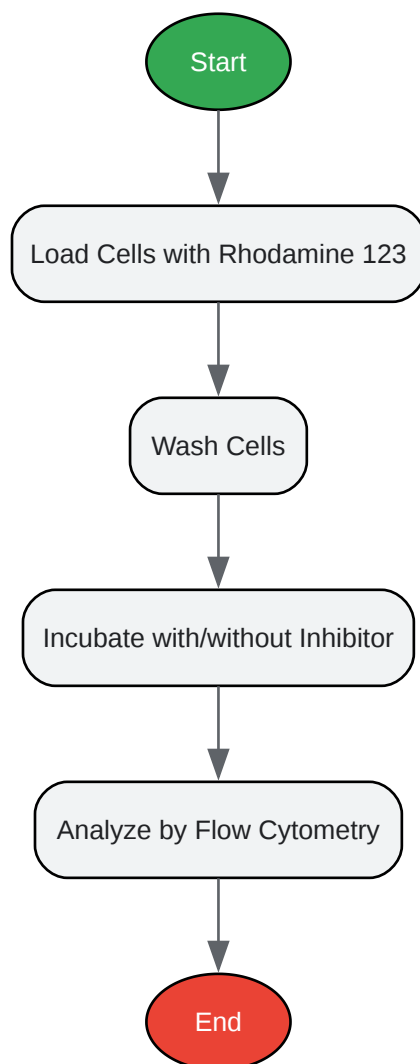 Start
Load Cells with Rhodamine 123
Wash Cells
Incubate with/without Inhibitor
Analyze by Flow Cytometry
End